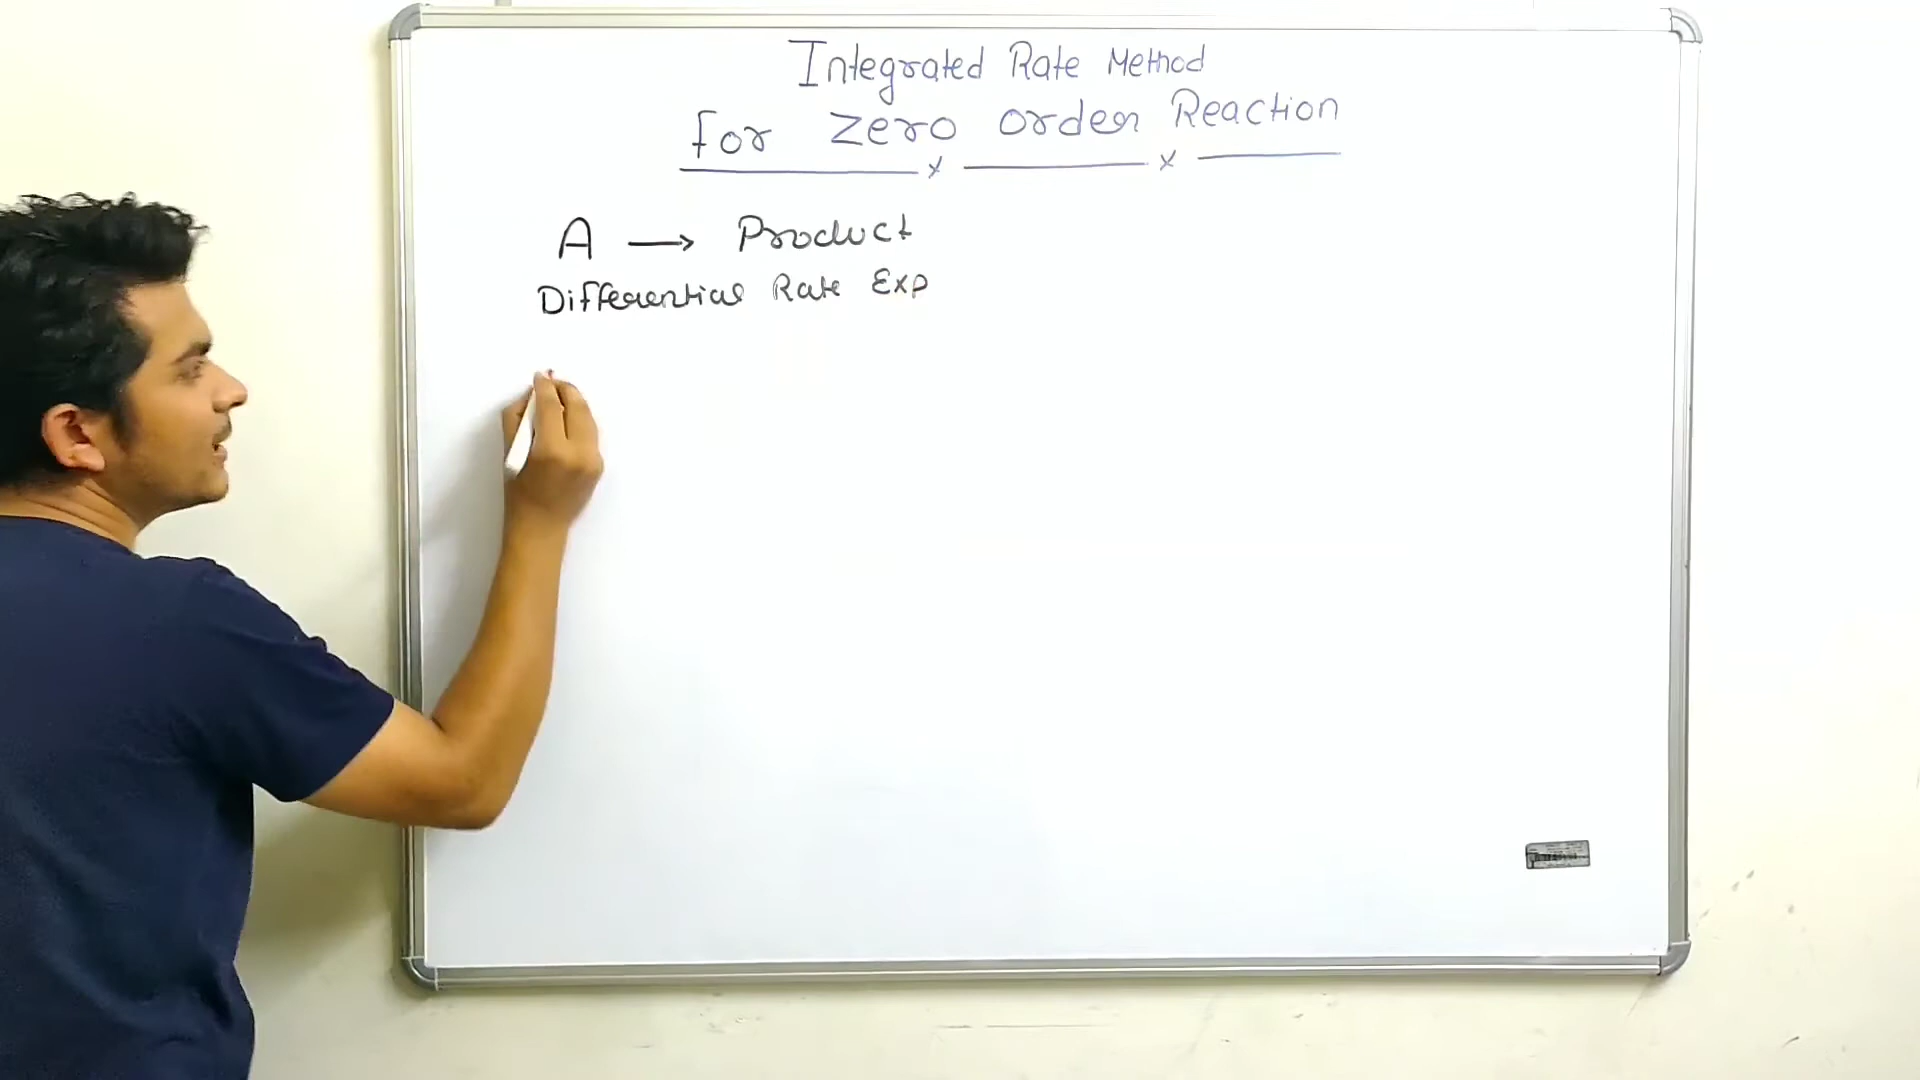 Integrated Rate Method
for zero order Reaction
A → Product
Differential Rate Exp